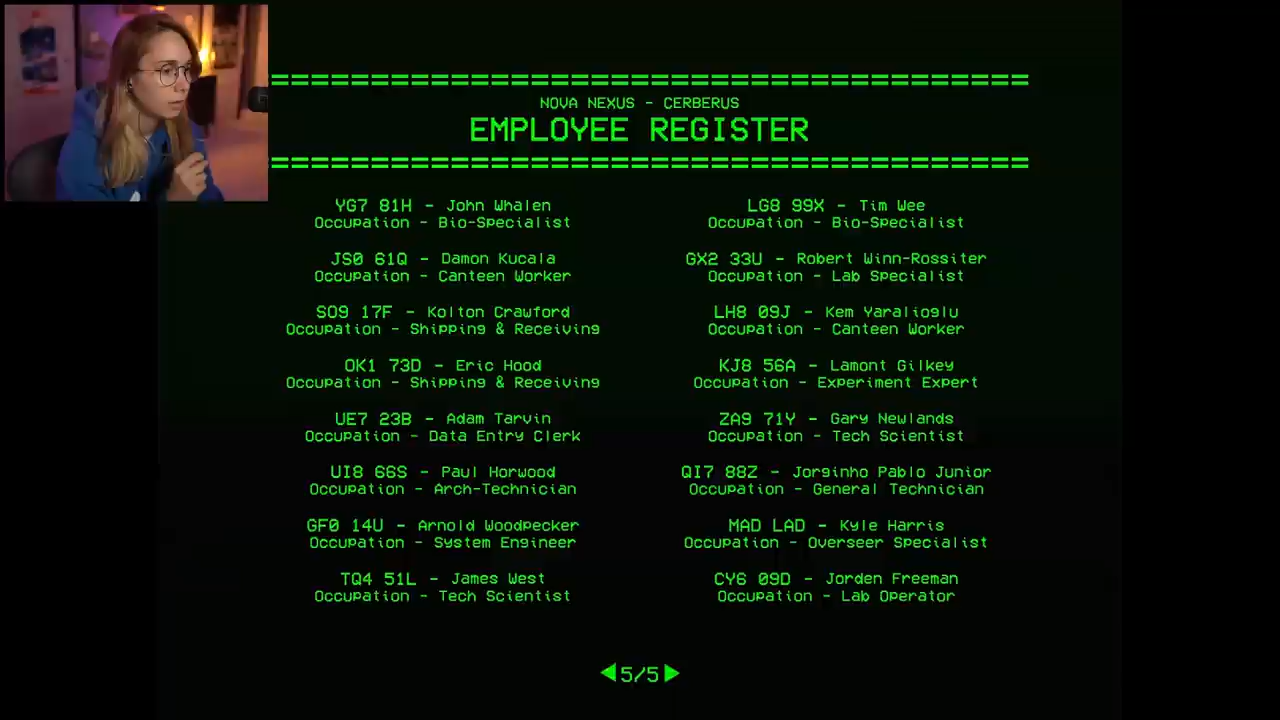 NOVA NEXUS - CERBERUS
EMPLOYEE REGISTER
YG7 81H - John Whalen
Occupation - Bio-Specialist
JS0 61Q - Damon Kucala
Occupation - Canteen Worker
SO9 17F - Kolton Crawford
Occupation - Shipping & Receiving
OK1 73D - Eric Hood
Occupation - Shipping & Receiving
UE7 23B - Adam Tarvin
Occupation - Data Entry Clerk
UI8 66S - Paul Horwood
Occupation - Arch-Technician
GF0 14U - Arnold Woodpecker
Occupation - System Engineer
TQ4 51L - James West
Occupation - Tech Scientist
LG8 99X - Tim Wee
Occupation - Bio-Specialist
GX2 33U - Robert Winn-Rossiter
Occupation - Lab Specialist
LH8 09J - Kem Yaralioglu
Occupation - Canteen Worker
KJ8 56A - Lamont Gilkey
Occupation - Experiment Expert
ZA9 71Y - Gary Newlands
Occupation - Tech Scientist
QI7 88Z - Jorginho Pablo Junior
Occupation - General Technician
MAD LAD - Kyle Harris
Occupation - Overseer Specialist
CY6 09D - Jorden Freeman
Occupation - Lab Operator
5/5